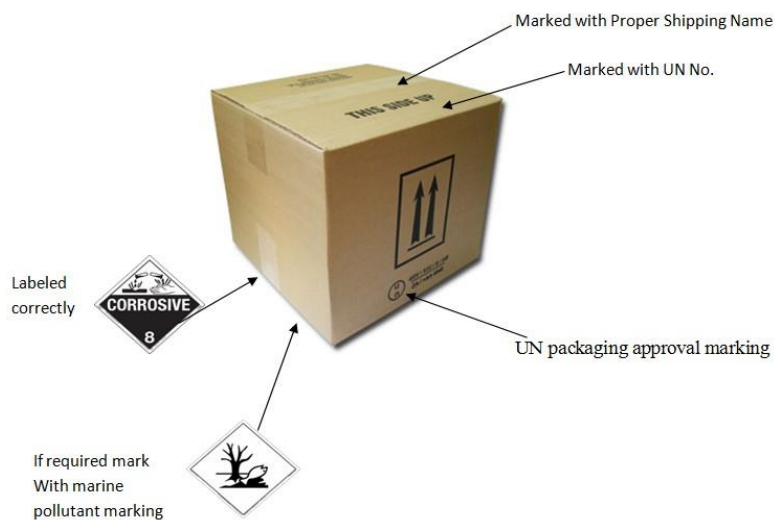 Marked with Proper Shipping Name
Marked with UN No.
THIS SIDE UP
Labeled
correctly
CORROSIVE
8
UN packaging approval marking
If required mark
With marine
pollutant marking